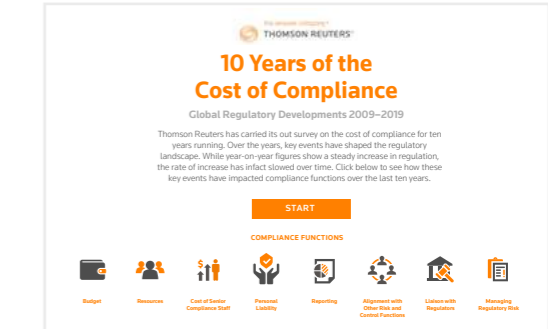 the answer company™
THOMSON REUTERS®
10 Years of the
Cost of Compliance
Global Regulatory Developments 2009–2019
Thomson Reuters has carried its out survey on the cost of compliance for ten
years running. Over the years, key events have shaped the regulatory
landscape. While year-on-year figures show a steady increase in regulation,
the rate of increase has infact slowed over time. Click below to see how these
key events have impacted compliance functions over the last ten years.
START
COMPLIANCE FUNCTIONS
Budget
Resources
Cost of Senior
Compliance Staff
Personal
Liability
Reporting
Alignment with
Other Risk and
Control Functions
Liaison with
Regulators
Managing
Regulatory Risk